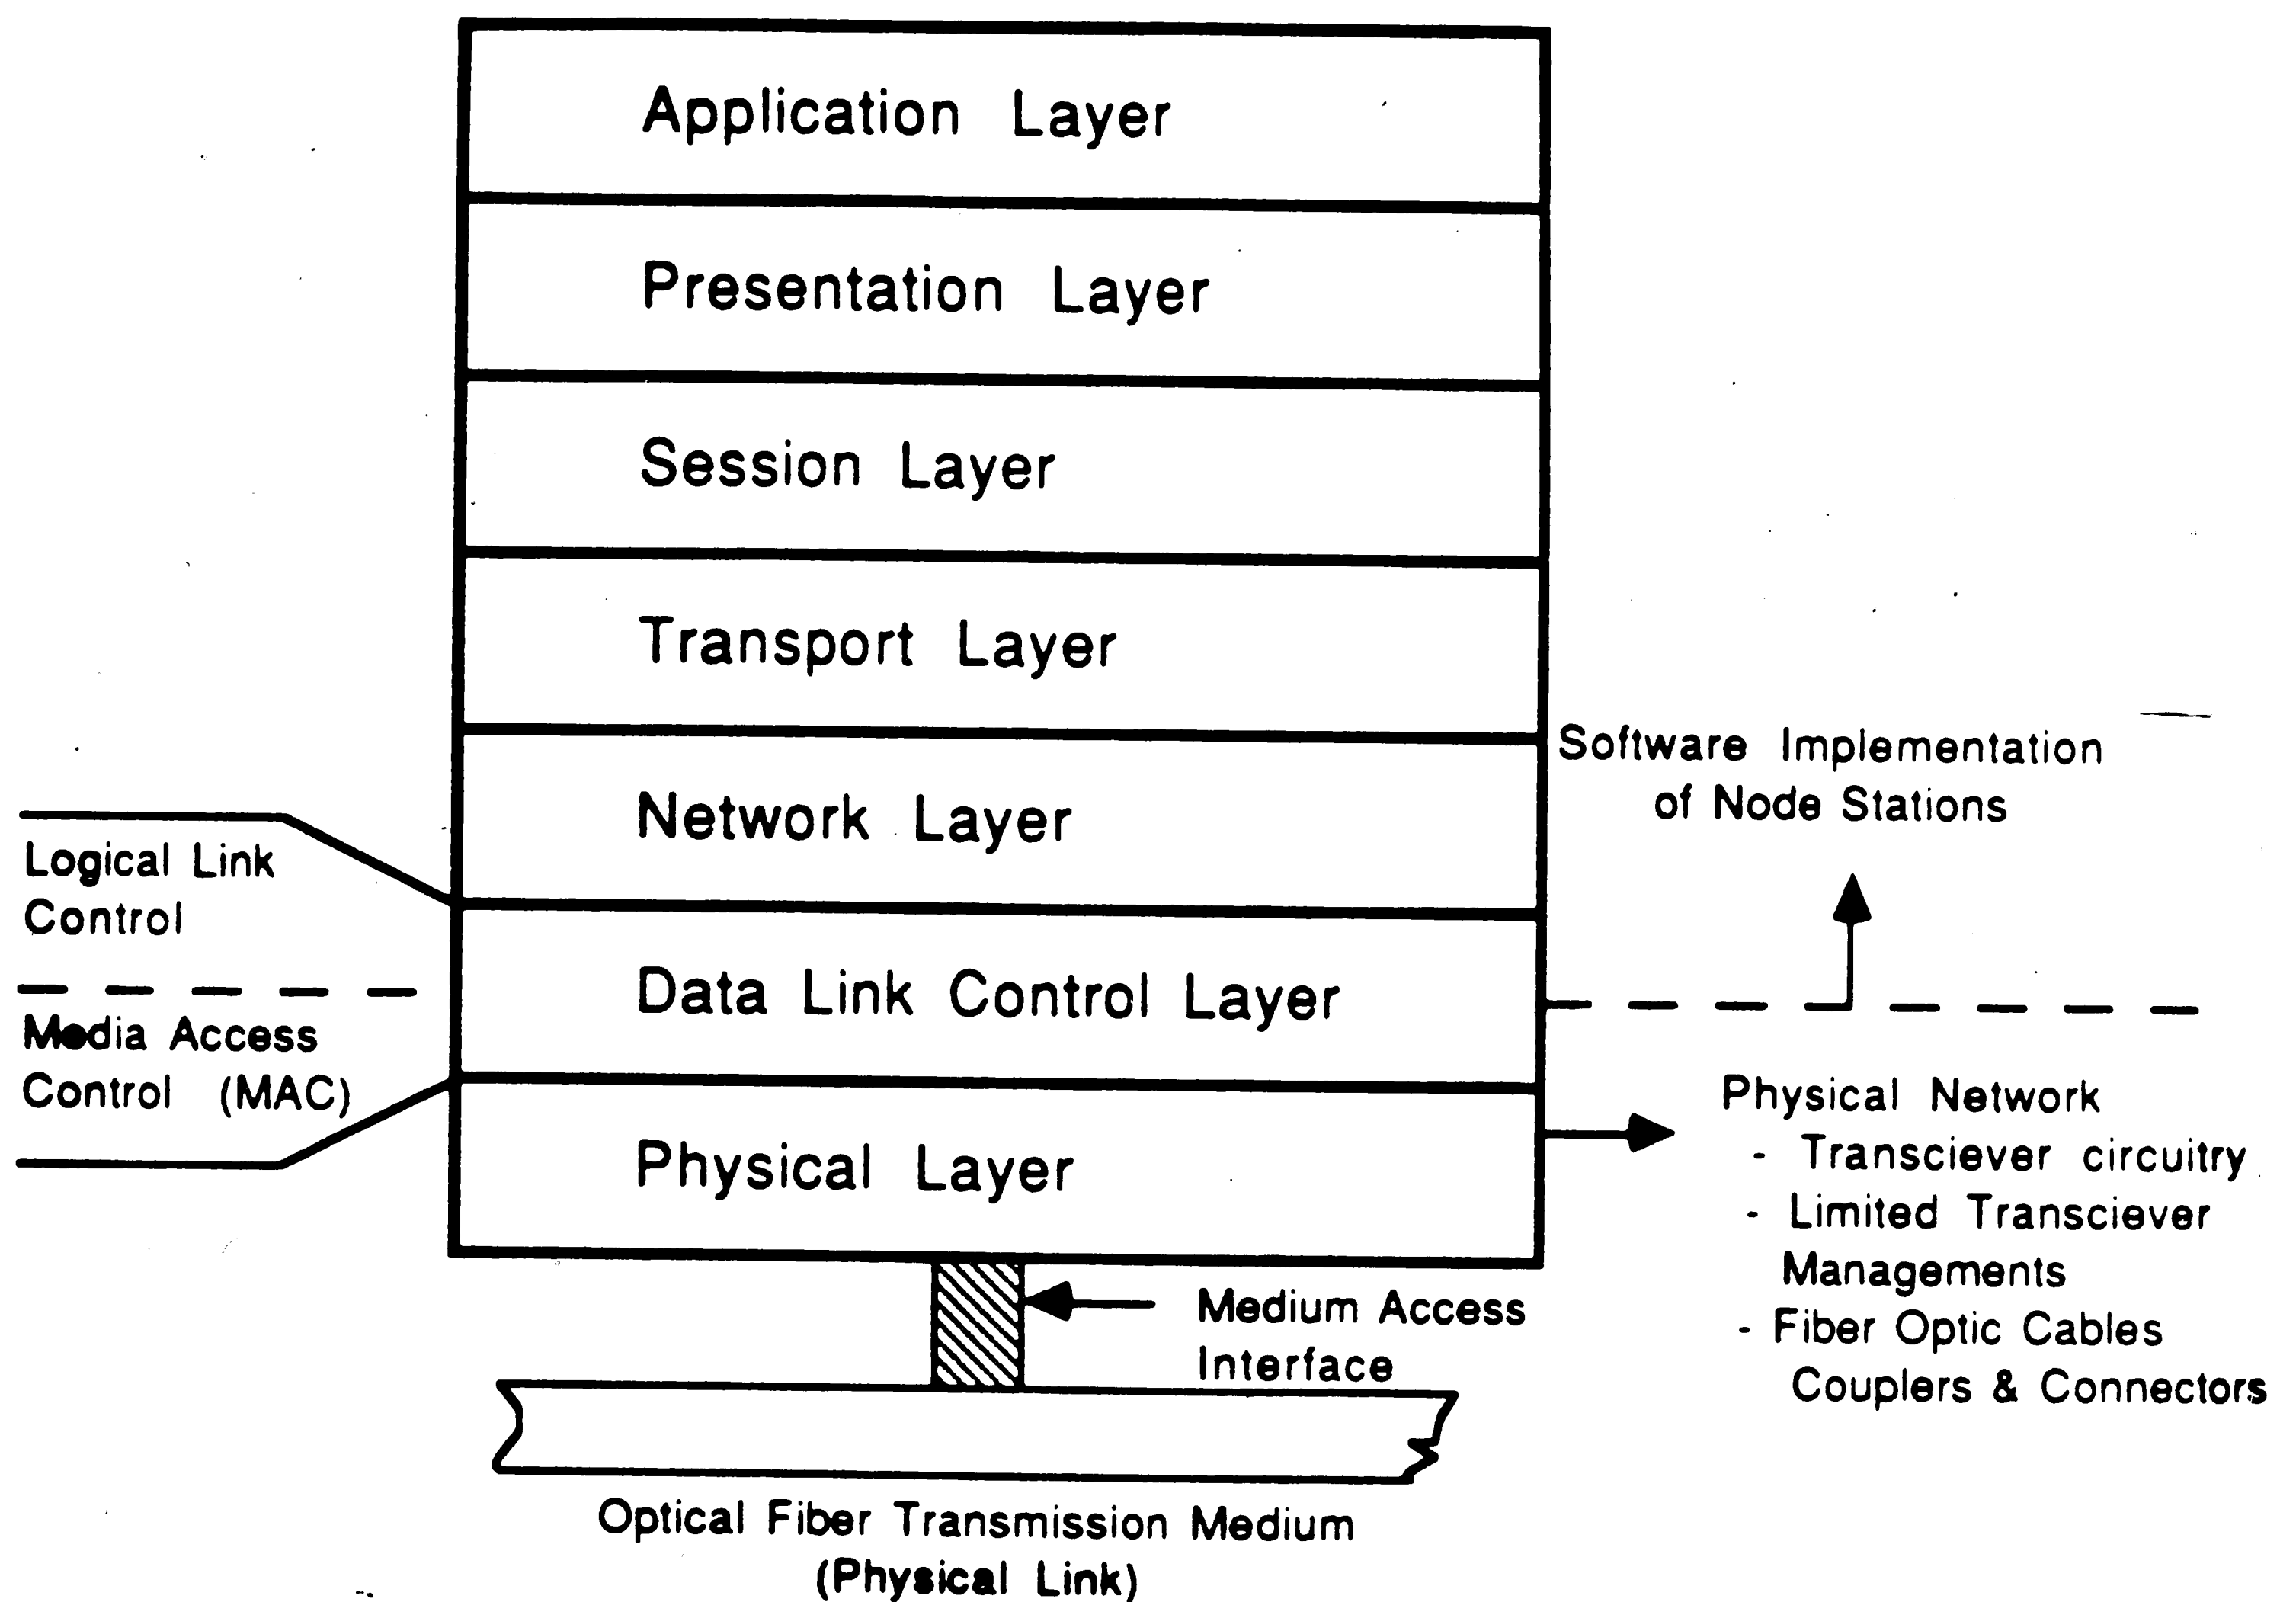 Application Layer
Presentation Layer
Session Layer
Transport Layer
Network Layer
Data Link Control Layer
Physical Layer
Logical Link
Control
Media Access
Control (MAC)
Software Implementation
of Node Stations
Physical Network
- Transciever circuitry
- Limited Transciever
Managements
- Fiber Optic Cables
Couplers & Connectors
Medium Access
Interface
Optical Fiber Transmission Medium
(Physical Link)